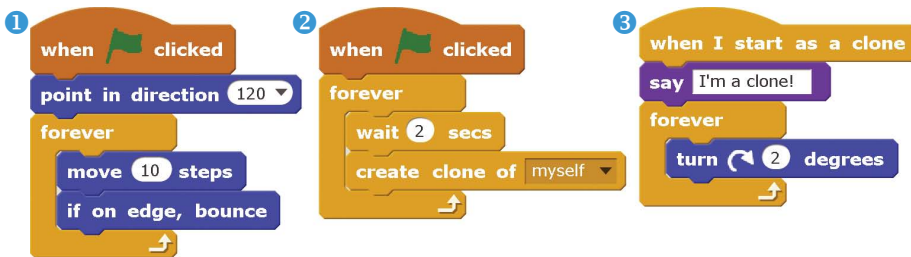 1
when clicked
point in direction 120
forever
move 10 steps
if on edge, bounce
2
when clicked
forever
wait 2 secs
create clone of myself
3
when I start as a clone
say I'm a clone!
forever
turn 2 degrees